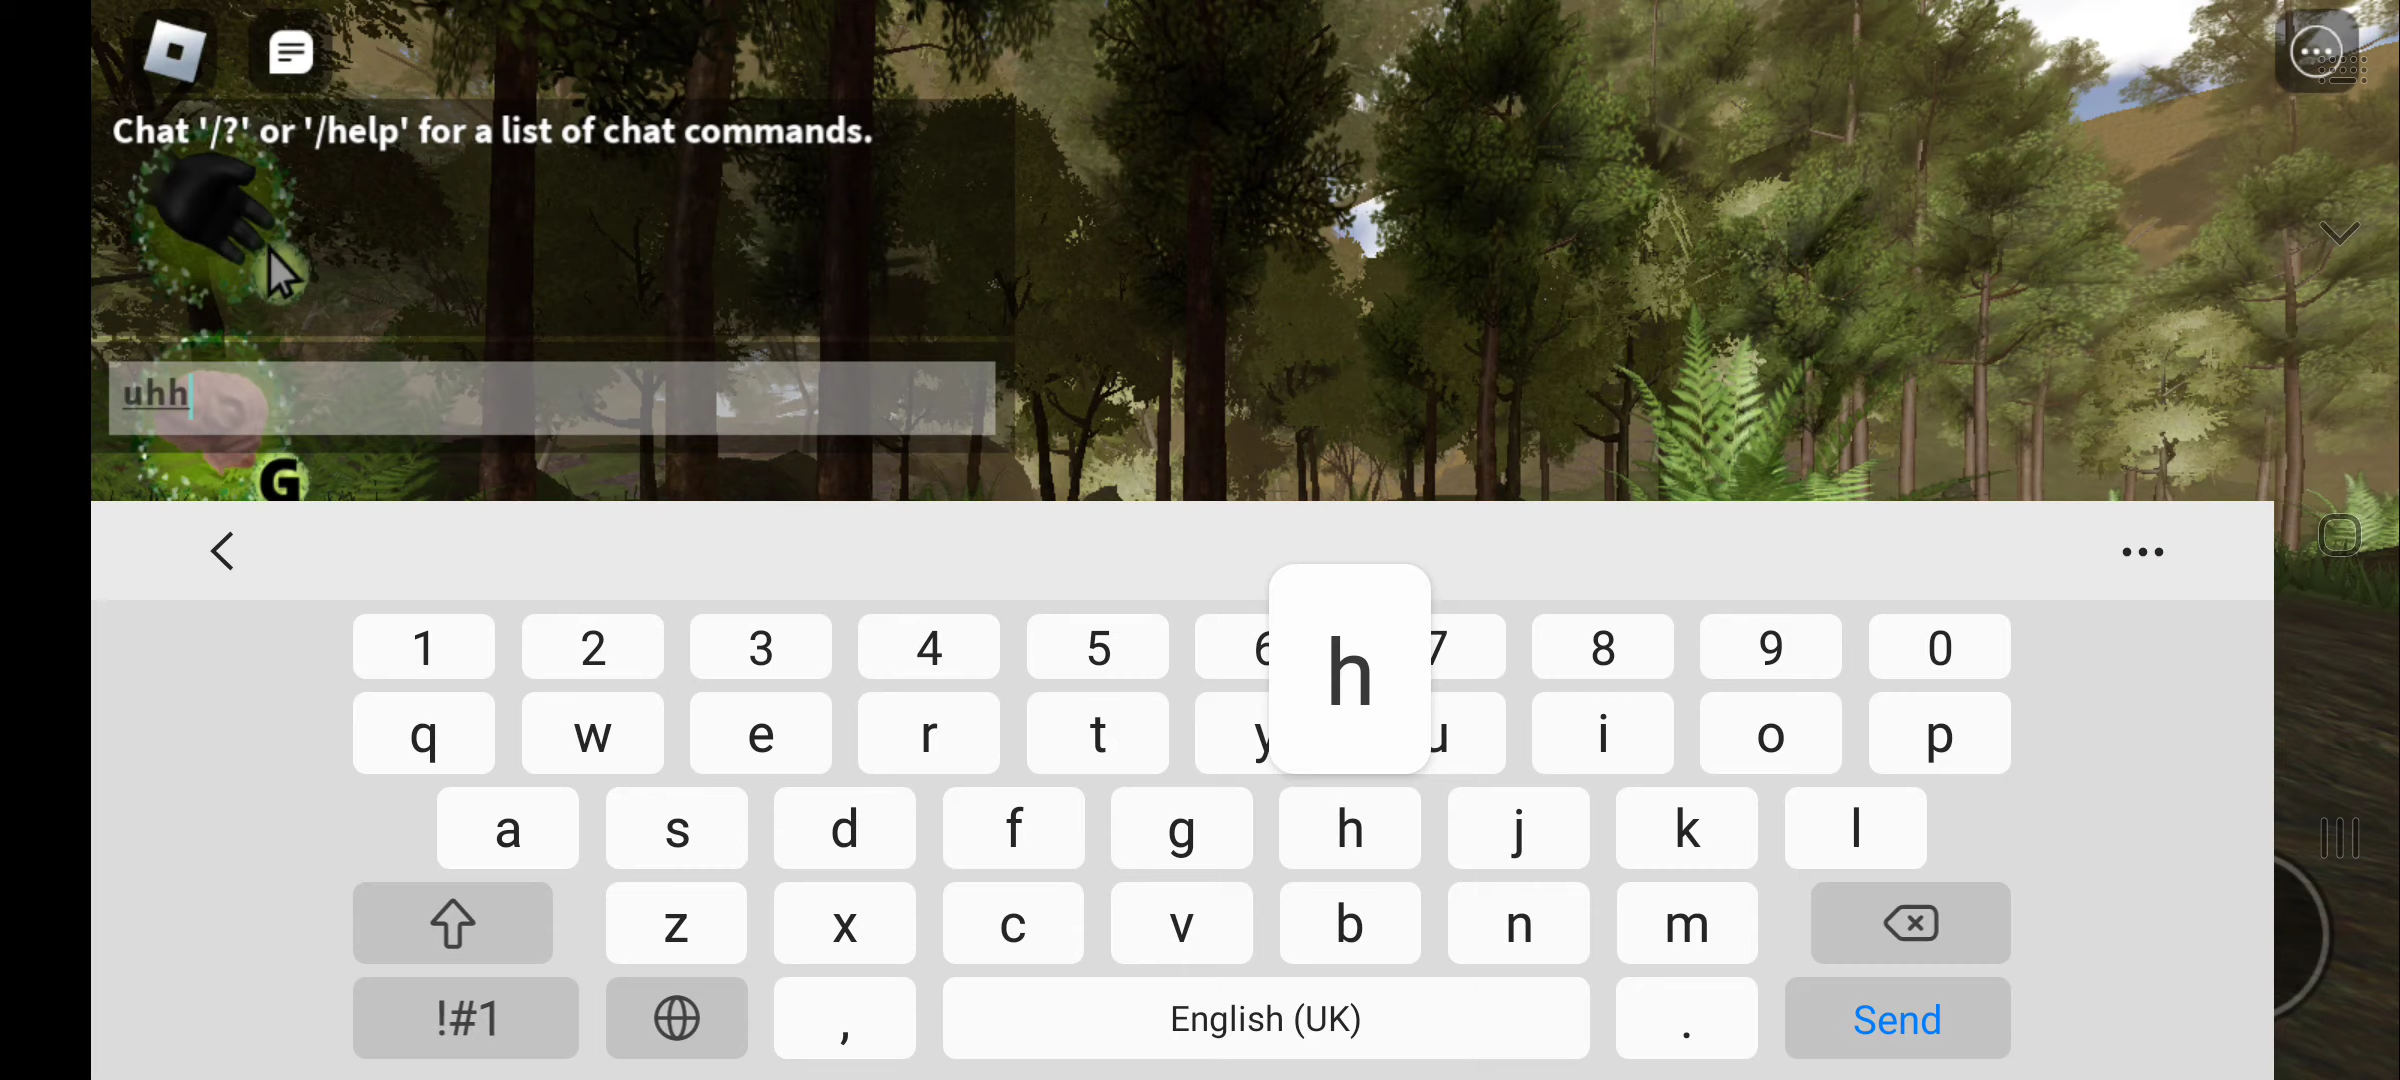 Chat '/?' or '/help' for a list of chat commands.
uhh
G
h
1 2 3 4 5 6 7 8 9 0
q w e r t y u i o p
a s d f g h j k l
z x c v b n m
!#1 , English (UK) . Send